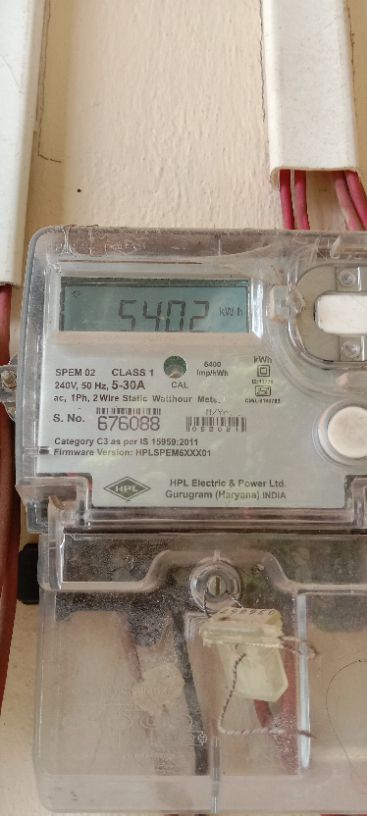 5402 kWh
SPEM 02 CLASS 1
240V, 50 Hz, 5-30A
CAL
6400
imp/kWh
kWh
ac, 1Ph, 2 Wire Static Watthour
S. No. 676088
Category C3 as per IS 15959:2011
Firmware Version: HPLSPEM6XXX01
HPL
HPL Electric & Power Ltd.
Gurugram (Haryana) INDIA